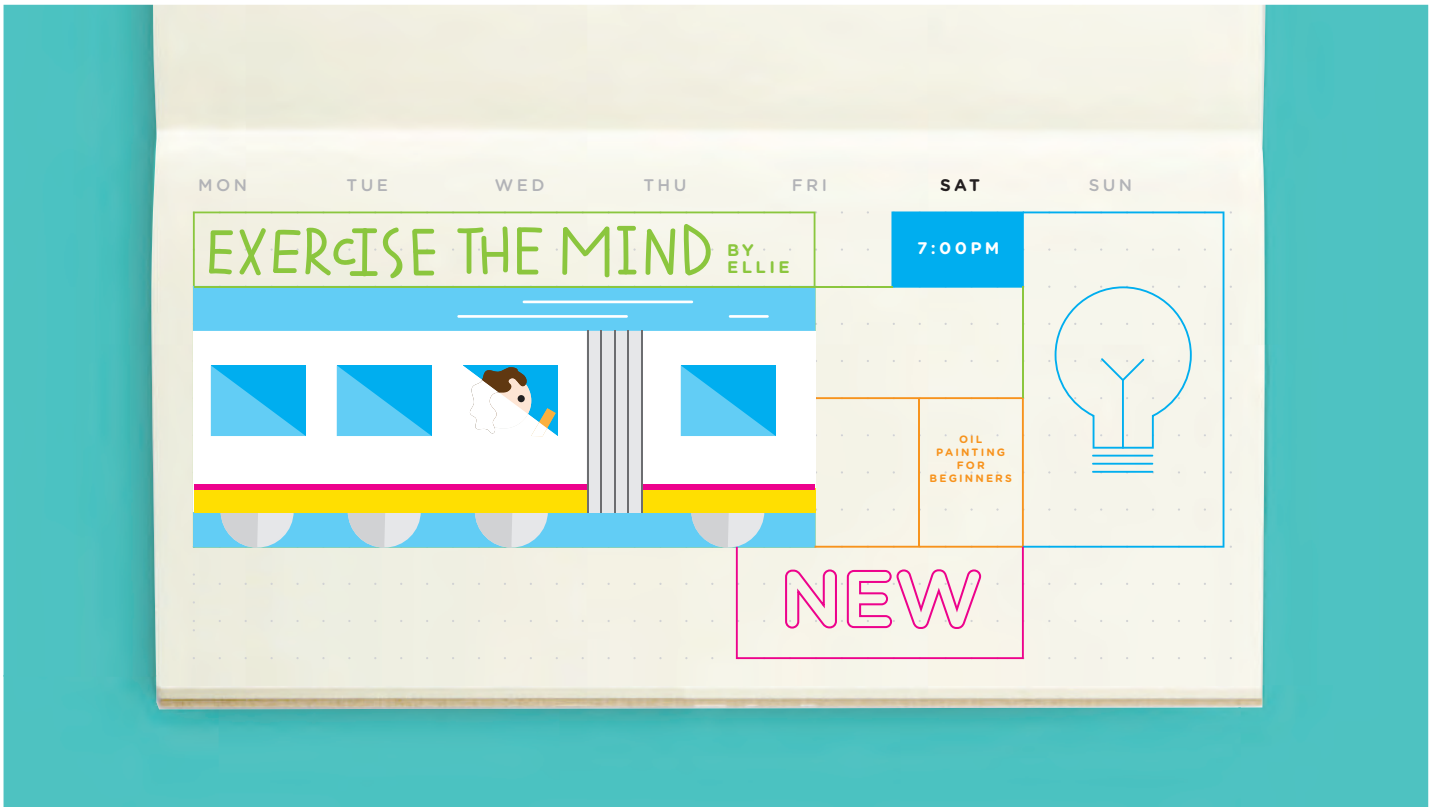 MON TUE WED THU FRI SAT SUN
EXERCISE THE MIND
BY
ELLIE
7:00PM
OIL
PAINTING
FOR
BEGINNERS
NEW